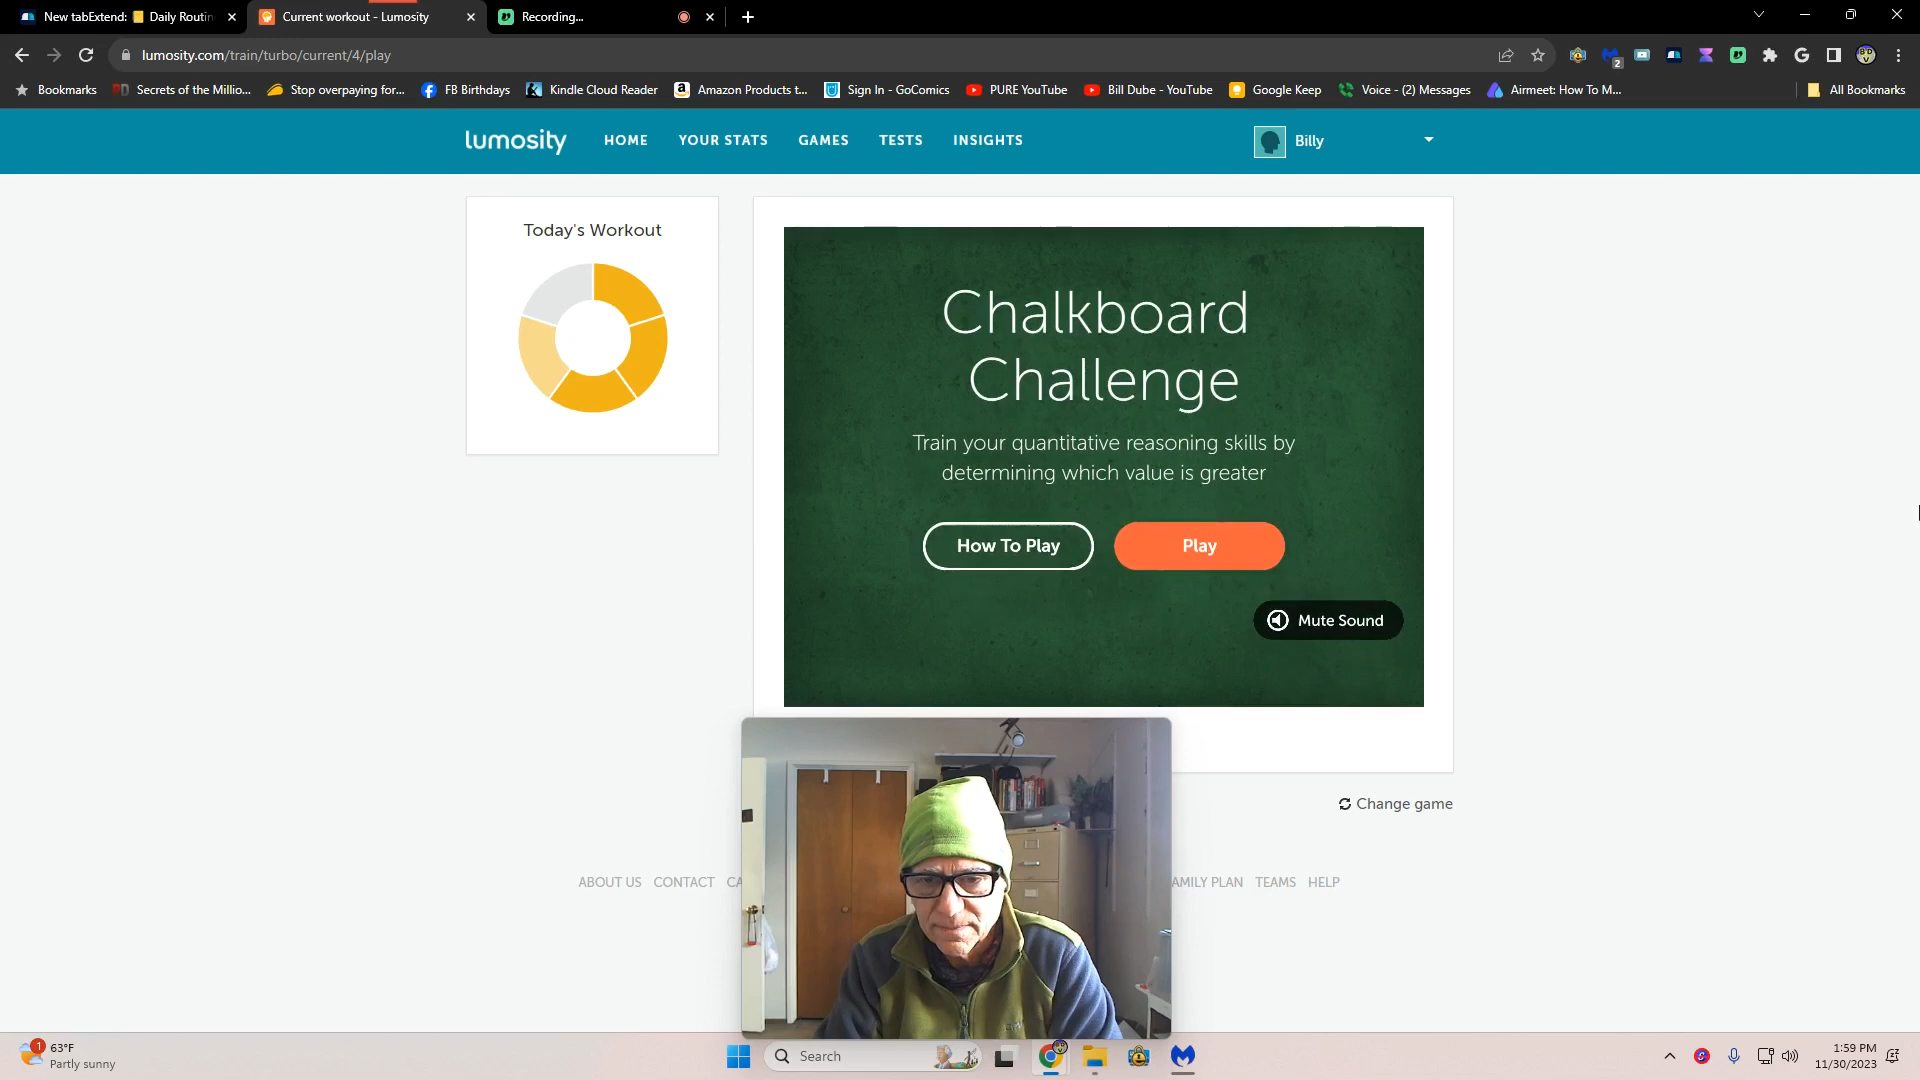 New tabExtend: Daily Routin
Current workout - Lumosity
Recording...
lumosity.com/train/turbo/current/4/play
2
Bookmarks
Secrets of the Millio...
Stop overpaying for...
FB Birthdays
Kindle Cloud Reader
Amazon Products t...
Sign In - GoComics
PURE YouTube
Bill Dube - YouTube
Google Keep
Voice - (2) Messages
Airmeet: How To M...
All Bookmarks
lumosity
HOME
YOUR STATS
GAMES
TESTS
INSIGHTS
Billy
Today's Workout
Chalkboard
Challenge
Train your quantitative reasoning skills by
determining which value is greater
How To Play
Play
Mute Sound
Change game
ABOUT US
CONTACT
CA
AMILY PLAN
TEAMS
HELP
1
63°F
Partly sunny
Search
1:59 PM
11/30/2023